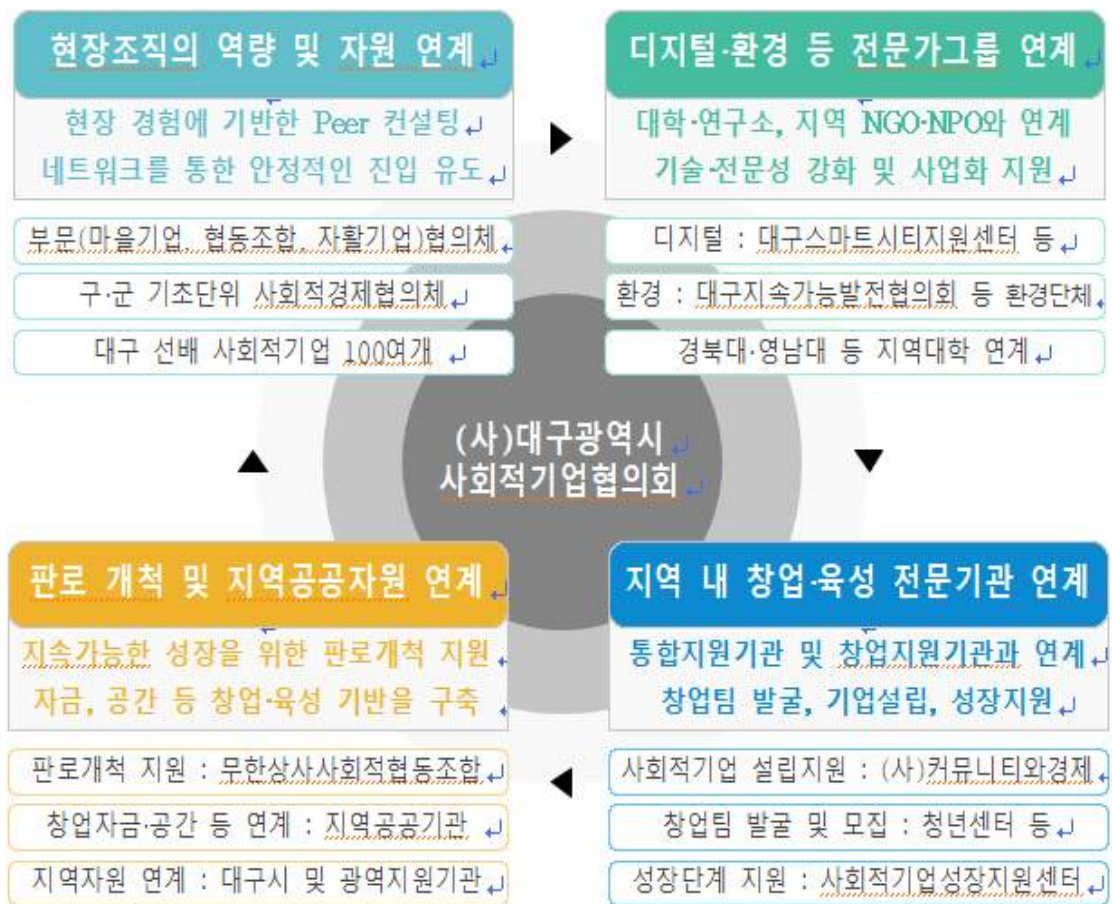 현장조직의 역량 및 자원 연계
현장 경험에 기반한 Peer 컨설팅
네트워크를 통한 안정적인 진입 유도
부문(마을기업, 협동조합, 자활기업)협의체
구·군 기초단위 사회적경제협의체
대구 선배 사회적기업 100여개
디지털·환경 등 전문가그룹 연계
대학·연구소, 지역 NGO·NPO와 연계
기술·전문성 강화 및 사업화 지원
디지털 : 대구스마트시티지원센터 등
환경 : 대구지속가능발전협의회 등 환경단체
경북대·영남대 등 지역대학 연계
(사)대구광역시
사회적기업협의회
판로 개척 및 지역공공자원 연계
지속가능한 성장을 위한 판로개척 지원
자금, 공간 등 창업·육성 기반을 구축
판로개척 지원 : 무한상사사회적협동조합
창업자금·공간 등 연계 : 지역공공기관
지역자원 연계 : 대구시 및 광역지원기관
지역 내 창업·육성 전문기관 연계
통합지원기관 및 창업지원기관과 연계
창업팀 발굴, 기업설립, 성장지원
사회적기업 설립지원 : (사)커뮤니티와경제
창업팀 발굴 및 모집 : 청년센터 등
성장단계 지원 : 사회적기업성장지원센터